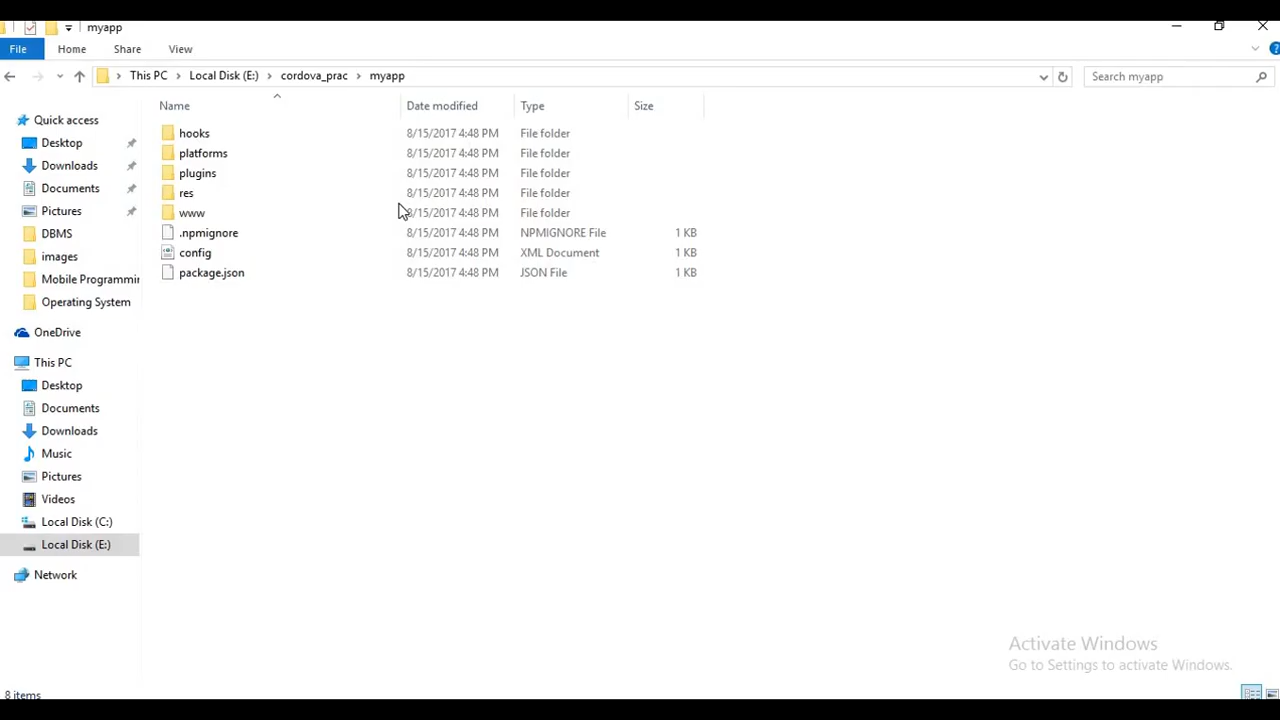 myapp
File Home Share View
This PC Local Disk (E:) cordova_prac myapp Search myapp
Name Date modified Type Size
Quick access
Desktop
Downloads
Documents
Pictures
DBMS
images
Mobile Programmin
Operating System
OneDrive
This PC
Desktop
Documents
Downloads
Music
Pictures
Videos
Local Disk (C:)
Local Disk (E:)
Network
hooks 8/15/2017 4:48 PM File folder
platforms 8/15/2017 4:48 PM File folder
plugins 8/15/2017 4:48 PM File folder
res 8/15/2017 4:48 PM File folder
www 8/15/2017 4:48 PM File folder
.npmignore 8/15/2017 4:48 PM NPMIGNORE File 1 KB
config 8/15/2017 4:48 PM XML Document 1 KB
package.json 8/15/2017 4:48 PM JSON File 1 KB
Activate Windows
Go to Settings to activate Windows.
8 items